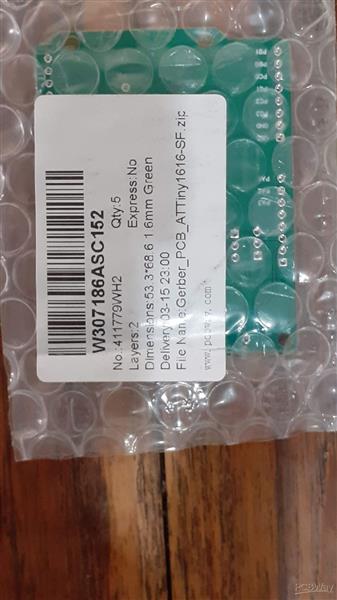 W307186ASC152
No.:411779WH2 Qty:5
Layers:2 Express:No
Dimensions:53.3*68.6 1.6mm Green
Delivery:03-15 23:00
File Name:Gerber_PCB_ATTiny1616-SF.zip
www.pcbway.com
PCBWay